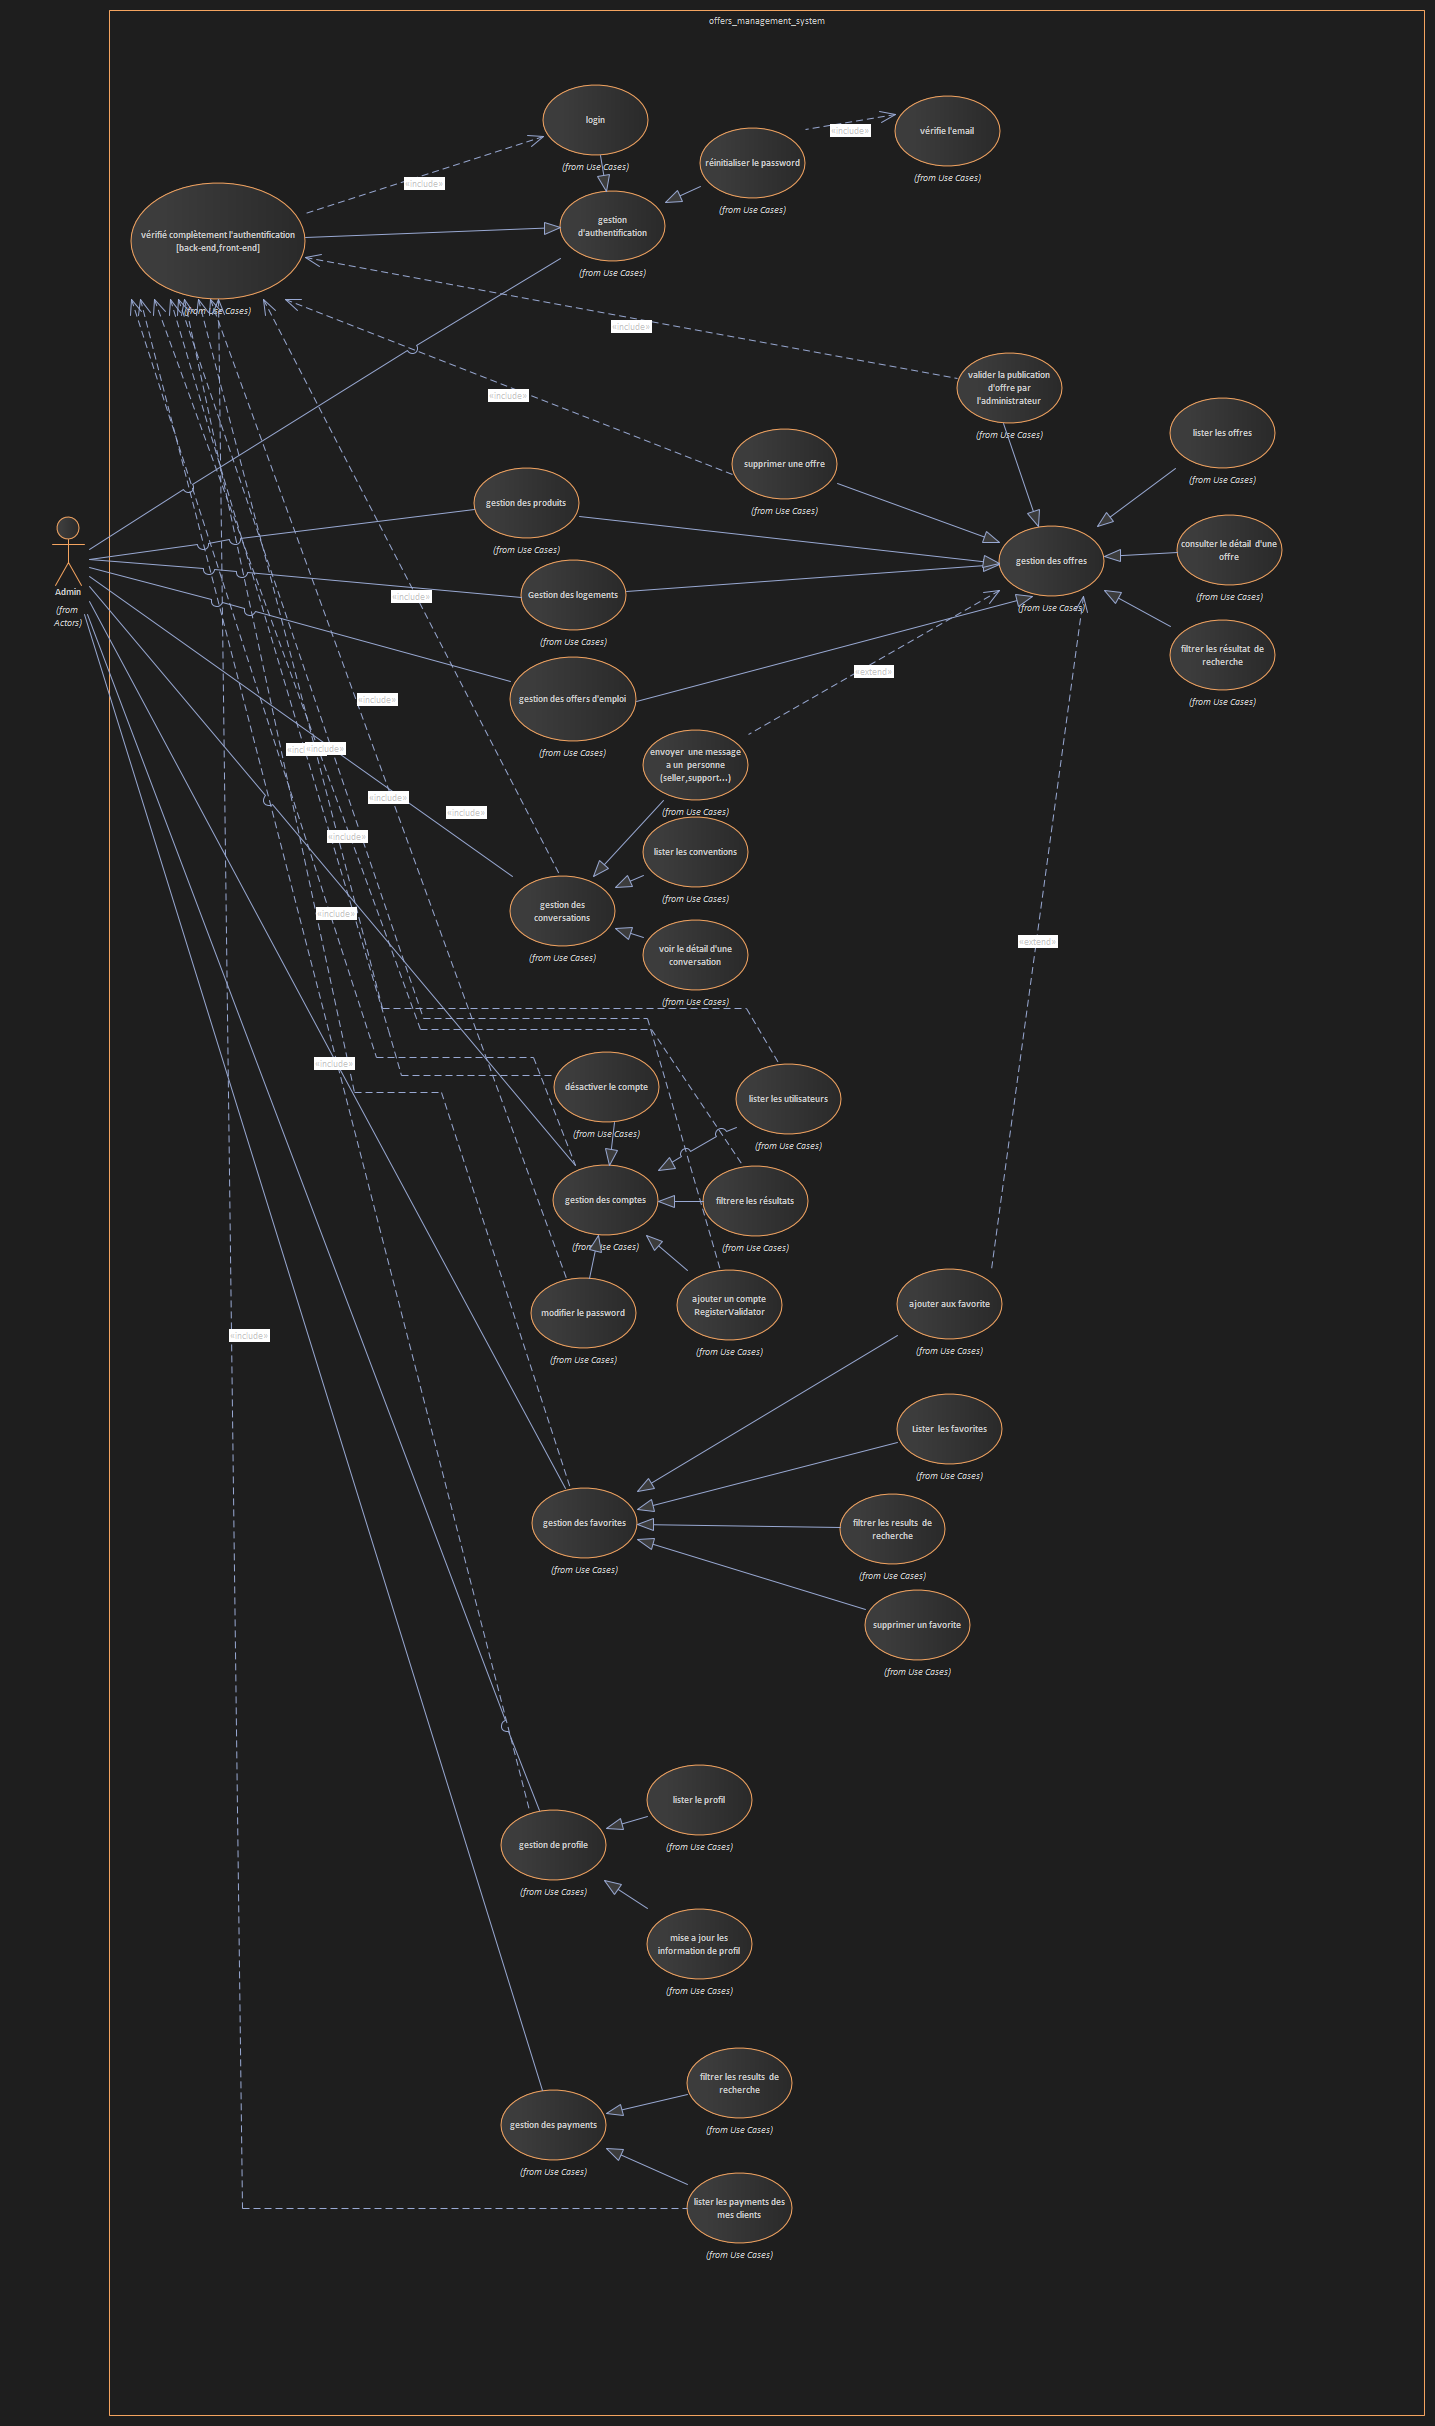 offers_management_system
login
(from Use Cases)
vérifie l'email
(from Use Cases)
«include»
réinitialiser le password
(from Use Cases)
«include»
vérifié complètement l'authentification
[back-end,front-end]
(from Use Cases)
gestion
d'authentification
(from Use Cases)
«include»
valider la publication
d'offre par
l'administrateur
(from Use Cases)
«include»
lister les offres
(from Use Cases)
supprimer une offre
(from Use Cases)
gestion des produits
(from Use Cases)
consulter le détail  d'une
offre
(from Use Cases)
gestion des offres
(from Use Cases)
Admin
(from
Actors)
«include»
Gestion des logements
(from Use Cases)
filtrer les résultat  de
recherche
(from Use Cases)
«extend»
gestion des offers d'emploi
(from Use Cases)
«include»
«incl
«include»
envoyer  une message
a un  personne
(seller,support...)
(from Use Cases)
«include»
«include»
«include»
lister les conventions
(from Use Cases)
gestion des
conversations
(from Use Cases)
«include»
voir le détail d'une
conversation
(from Use Cases)
«extend»
«include»
désactiver le compte
(from Use Cases)
lister les utilisateurs
(from Use Cases)
gestion des comptes
(from Use Cases)
filtrere les résultats
(from Use Cases)
modifier le password
(from Use Cases)
ajouter un compte
RegisterValidator
(from Use Cases)
ajouter aux favorite
(from Use Cases)
«include»
Lister  les favorites
(from Use Cases)
gestion des favorites
(from Use Cases)
filtrer les results  de
recherche
(from Use Cases)
supprimer un favorite
(from Use Cases)
lister le profil
(from Use Cases)
gestion de profile
(from Use Cases)
mise a jour les
information de profil
(from Use Cases)
filtrer les results  de
recherche
(from Use Cases)
gestion des payments
(from Use Cases)
lister les payments des
mes clients
(from Use Cases)